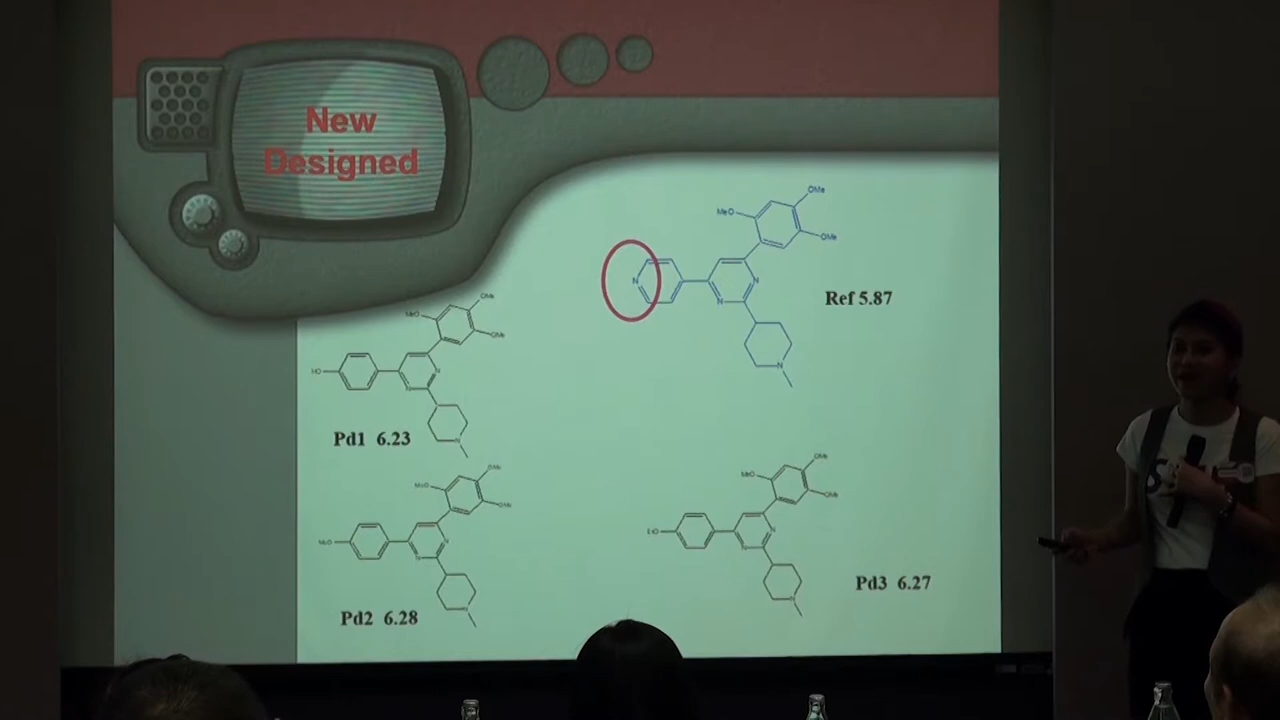 New
Designed
OMe
MeO
OMe
N
N
N
N
Ref 5.87
OMe
MeO
OMe
HO
N
N
N
Pd1 6.23
OMe
MeO
OMe
MeO
N
N
N
Pd2 6.28
OMe
MeO
OMe
EtO
N
N
N
Pd3 6.27